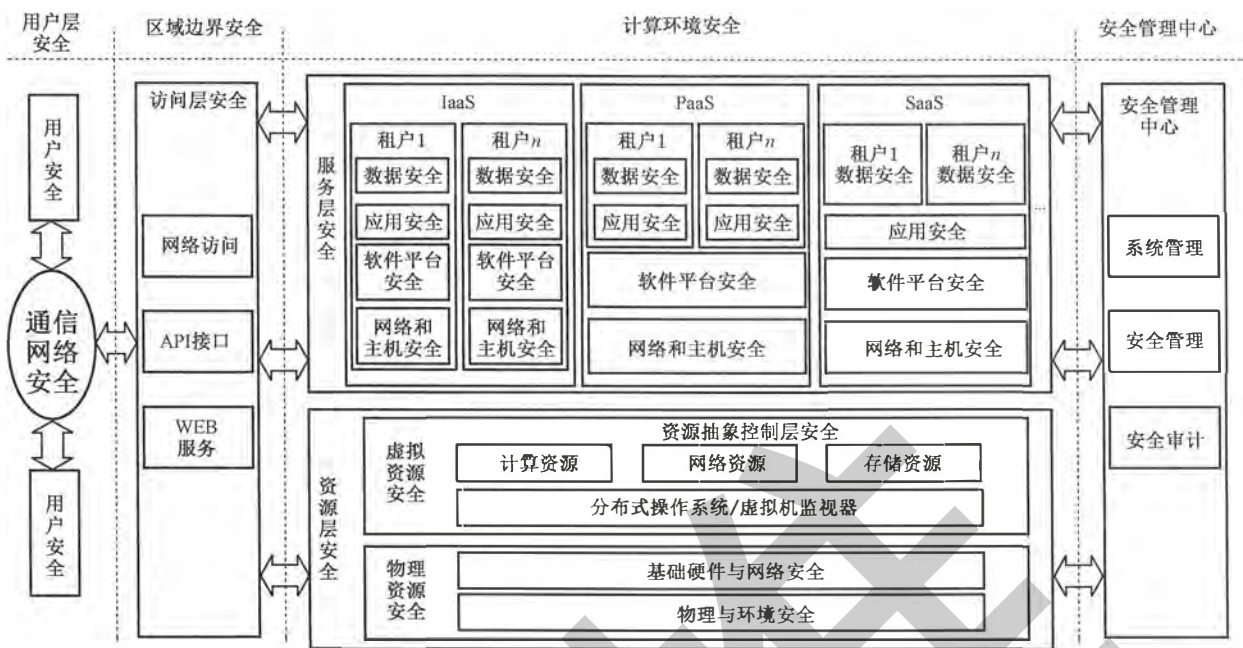 用户层
安全
区域边界安全
计算环境安全
安全管理中心
用
户
安
全
通信
网络
安全
用
户
安
全
访问层安全
网络访问
API接口
WEB
服务
服
务
层
安
全
IaaS
租户1
数据安全
应用安全
软件平台
安全
网络和
主机安全
租户n
数据安全
应用安全
软件平台
安全
网络和
主机安全
PaaS
租户1
数据安全
应用安全
租户n
数据安全
应用安全
软件平台安全
网络和主机安全
SaaS
租户1
数据安全
租户n
数据安全
应用安全
软件平台安全
网络和主机安全
…
资
源
层
安
全
虚拟
资源
安全
资源抽象控制层安全
计算资源
网络资源
存储资源
分布式操作系统/虚拟机监视器
物理
资源
安全
基础硬件与网络安全
物理与环境安全
安全管理
中心
系统管理
安全管理
安全审计